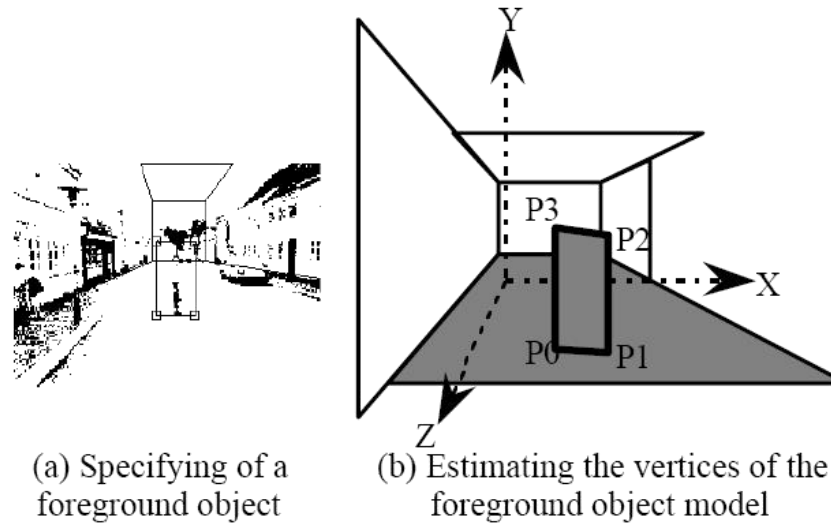 Y
P3
P2
X
P0
P1
Z
(a) Specifying of a
foreground object
(b) Estimating the vertices of the
foreground object model